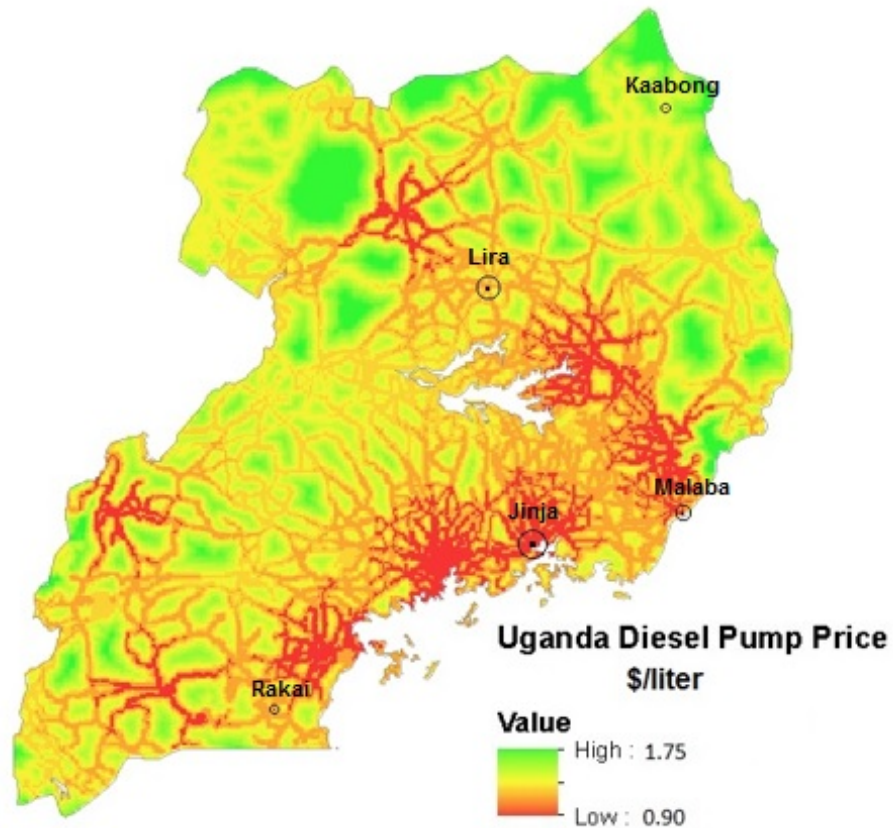 Kaabong
Lira
Malaba
Jinja
Uganda Diesel Pump Price
$/liter
Rakai
Value
High : 1.75
Low : 0.90